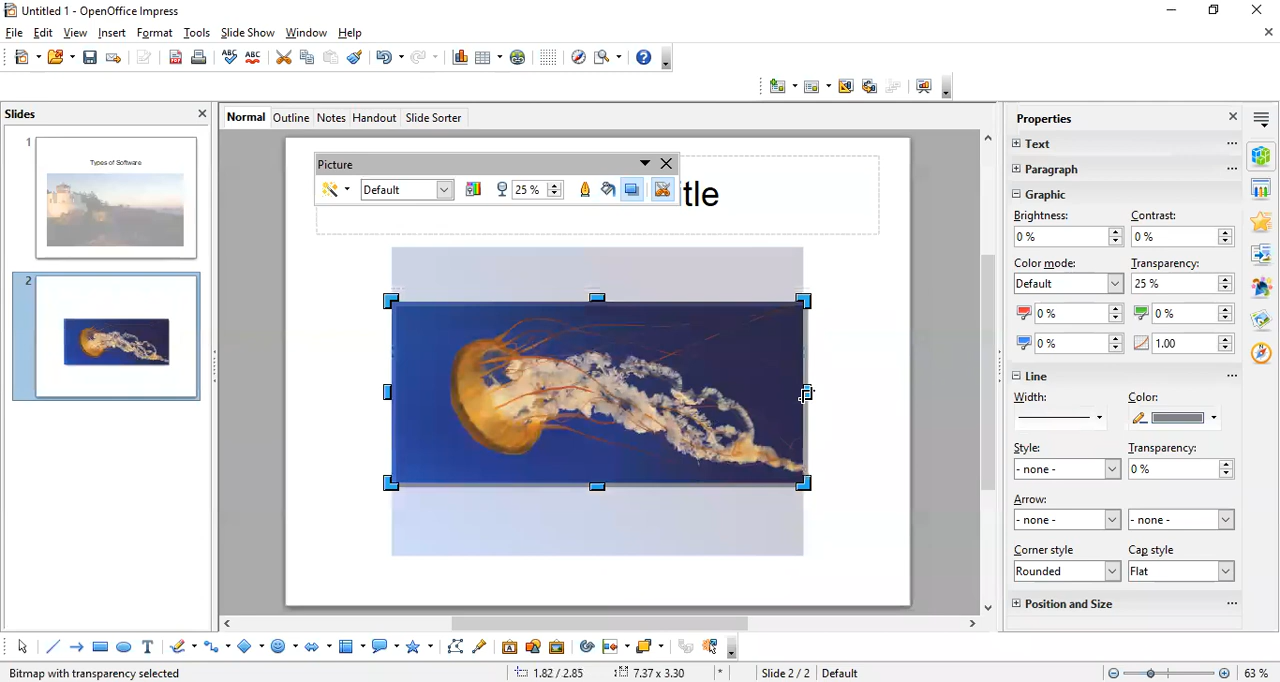 Untitled 1 - OpenOffice Impress
File Edit View Insert Format Tools Slide Show Window Help
Slides
Normal Outline Notes Handout Slide Sorter
Properties
1
Types of Software
2
Picture
Default 25 %
tle
Text
Paragraph
Graphic
Brightness: Contrast:
0 % 0 %
Color mode: Transparency:
Default 25 %
0 % 0 %
0 % 1.00
Line
Width: Color:
Style: Transparency:
- none - 0 %
Arrow:
- none - - none -
Corner style Cap style
Rounded Flat
Position and Size
Bitmap with transparency selected 1.82 / 2.85 7.37 x 3.30 * Slide 2 / 2 Default 63 %